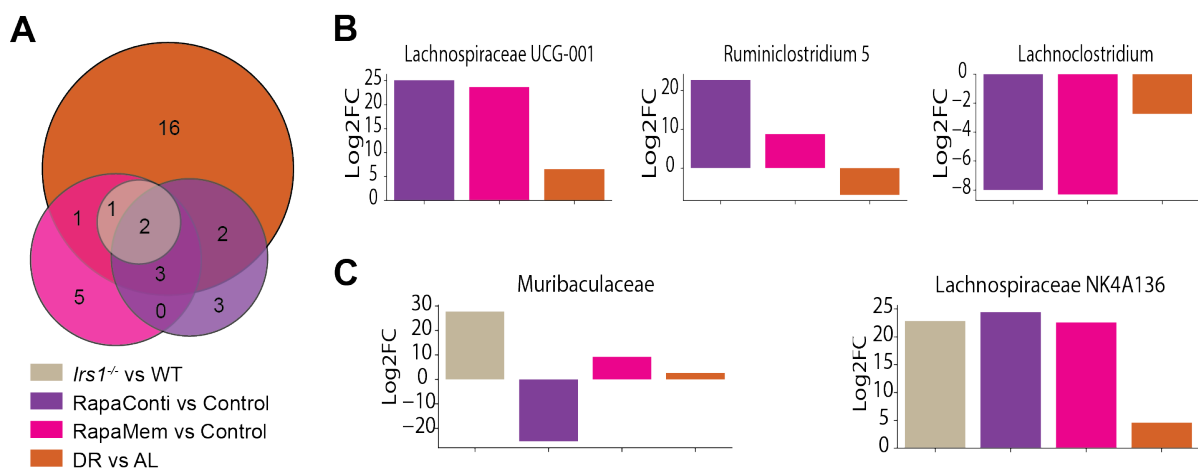 A
16
1
1
2
2
3
5
0
3
Irs1-/- vs WT
RapaConti vs Control
RapaMem vs Control
DR vs AL
B
Lachnospiraceae UCG-001
Log2FC
25
20
15
10
5
0
Ruminiclostridium 5
Log2FC
20
10
0
Lachnoclostridium
Log2FC
0
−2
−4
−6
−8
C
Muribaculaceae
Log2FC
30
20
10
0
−10
−20
Lachnospiraceae NK4A136
Log2FC
25
20
15
10
5
0